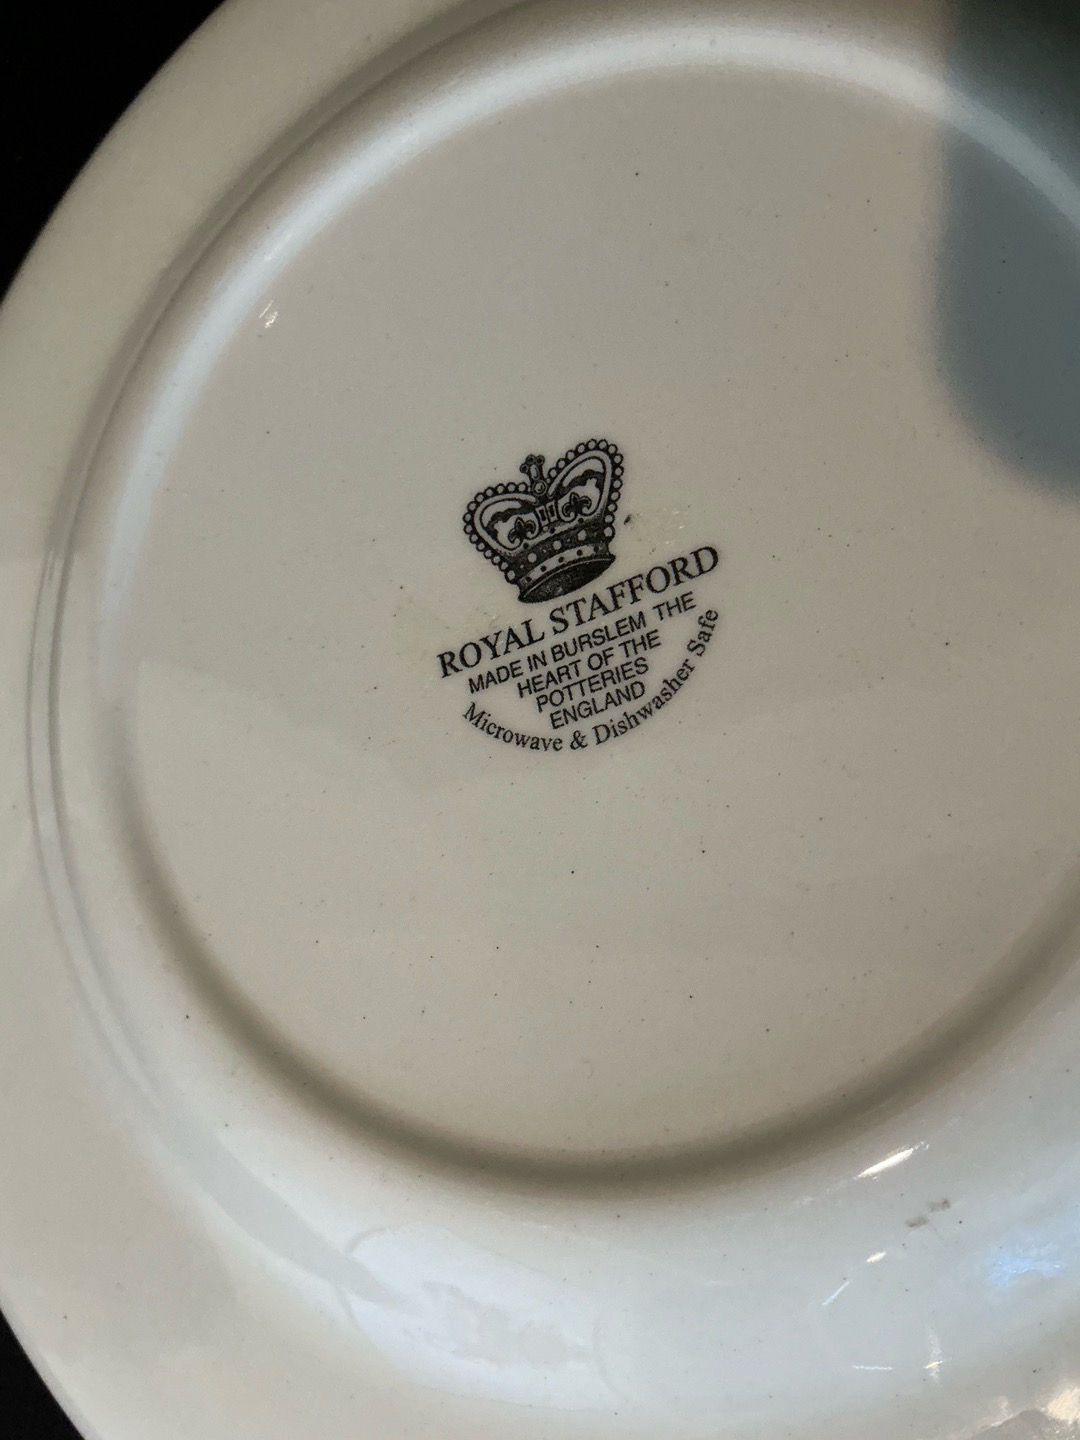 ROYAL STAFFORD
MADE IN BURSLEM THE
HEART OF THE
POTTERIES
ENGLAND
Microwave & Dishwasher Safe